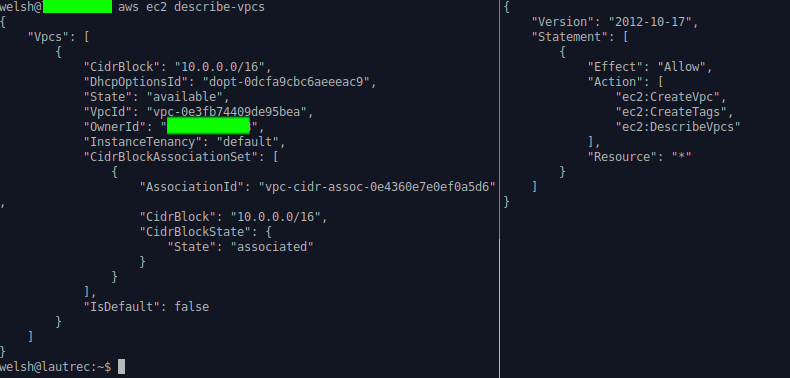 welsh@ aws ec2 describe-vpcs
{
    "Vpcs": [
        {
            "CidrBlock": "10.0.0.0/16",
            "DhcpOptionsId": "dopt-0dcfa9cbc6aeeeac9",
            "State": "available",
            "VpcId": "vpc-0e3fb74409de95bea",
            "OwnerId": "",
            "InstanceTenancy": "default",
            "CidrBlockAssociationSet": [
                {
                    "AssociationId": "vpc-cidr-assoc-0e4360e7e0ef0a5d6"
,
                    "CidrBlock": "10.0.0.0/16",
                    "CidrBlockState": {
                        "State": "associated"
                    }
                }
            ],
            "IsDefault": false
        }
    ]
}
welsh@lautrec:~$
{
    "Version": "2012-10-17",
    "Statement": [
        {
            "Effect": "Allow",
            "Action": [
                "ec2:CreateVpc",
                "ec2:CreateTags",
                "ec2:DescribeVpcs"
            ],
            "Resource": "*"
        }
    ]
}